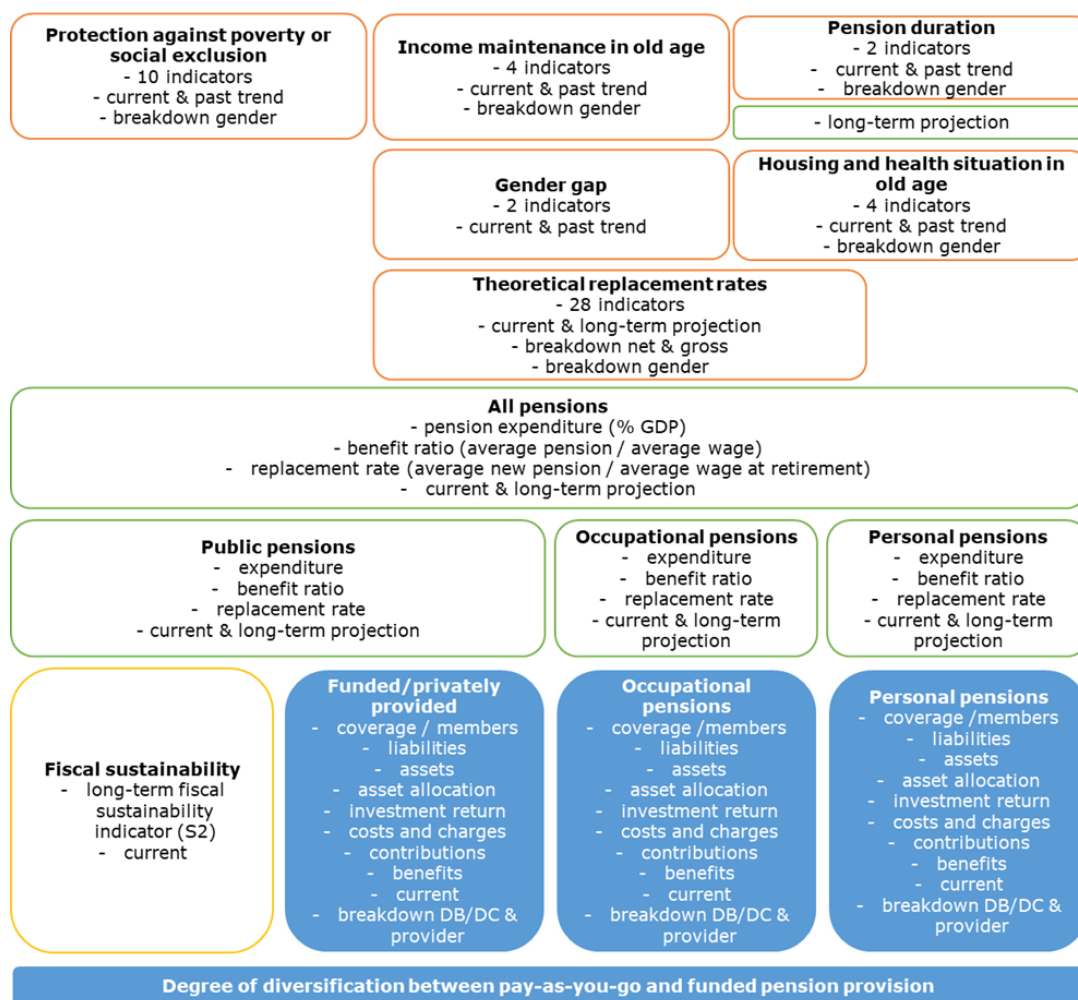 Protection against poverty or
social exclusion
- 10 indicators
- current & past trend
- breakdown gender
Income maintenance in old age
- 4 indicators
- current & past trend
- breakdown gender
Pension duration
- 2 indicators
- current & past trend
- breakdown gender
- long-term projection
Gender gap
- 2 indicators
- current & past trend
Housing and health situation in
old age
- 4 indicators
- current & past trend
- breakdown gender
Theoretical replacement rates
- 28 indicators
- current & long-term projection
- breakdown net & gross
- breakdown gender
All pensions
- pension expenditure (% GDP)
- benefit ratio (average pension / average wage)
- replacement rate (average new pension / average wage at retirement)
- current & long-term projection
Public pensions
- expenditure
- benefit ratio
- replacement rate
- current & long-term projection
Occupational pensions
- expenditure
- benefit ratio
- replacement rate
- current & long-term
projection
Personal pensions
- expenditure
- benefit ratio
- replacement rate
- current & long-term
projection
Fiscal sustainability
- long-term fiscal
sustainability
indicator (S2)
- current
Funded/privately
provided
- coverage / members
- liabilities
- assets
- asset allocation
- investment return
- costs and charges
- contributions
- benefits
- current
- breakdown DB/DC &
provider
Occupational
pensions
- coverage /members
- liabilities
- assets
- asset allocation
- investment return
- costs and charges
- contributions
- benefits
- current
- breakdown DB/DC &
provider
Personal pensions
- coverage /members
- liabilities
- assets
- asset allocation
- investment return
- costs and charges
- contributions
- benefits
- current
- breakdown DB/DC &
provider
Degree of diversification between pay-as-you-go and funded pension provision